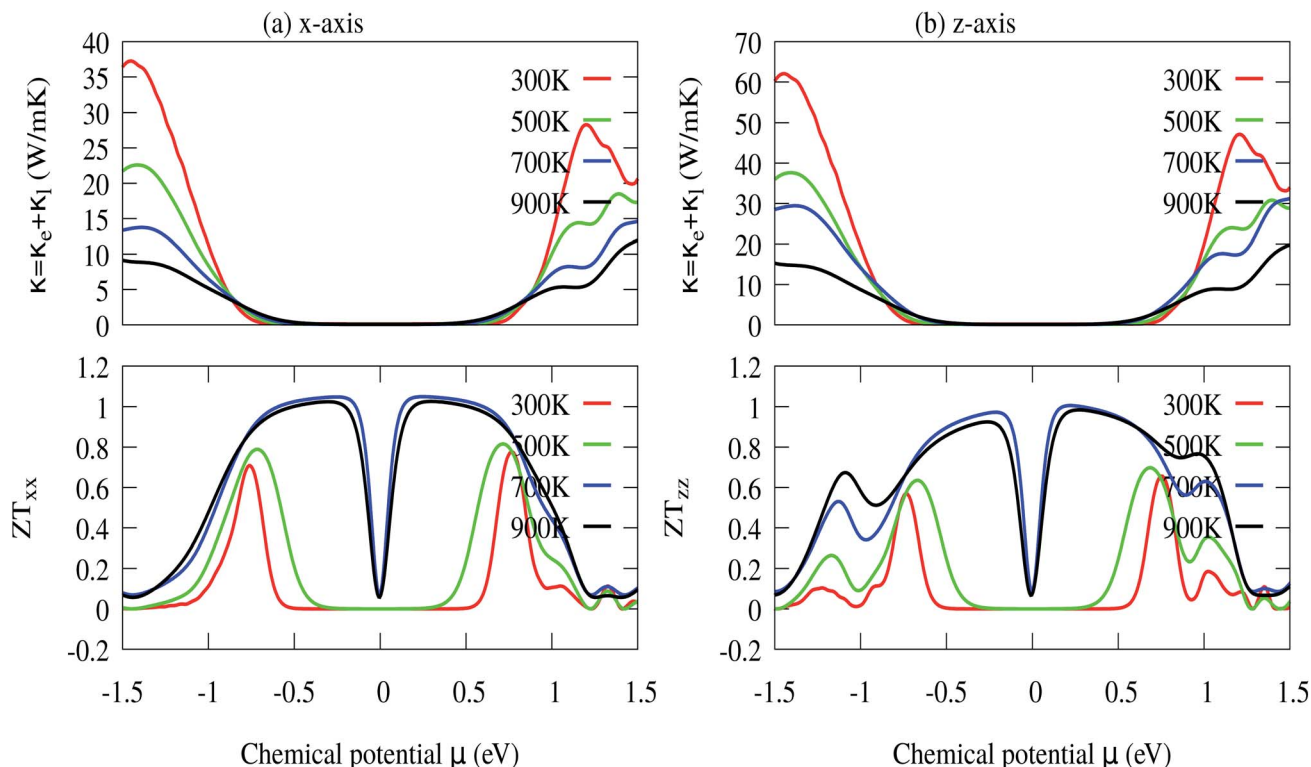 (a) x-axis
(b) z-axis
40
35
30
25
20
15
10
5
0
κ=κe+κl (W/mK)
300K
500K
700K
900K
70
60
50
40
30
20
10
0
κ=κe+κl (W/mK)
300K
500K
700K
900K
1.2
1
0.8
0.6
0.4
0.2
0
-0.2
ZTxx
300K
500K
700K
900K
-1.5 -1 -0.5 0 0.5 1 1.5
Chemical potential μ (eV)
1.2
1
0.8
0.6
0.4
0.2
0
-0.2
ZTzz
300K
500K
700K
900K
-1.5 -1 -0.5 0 0.5 1 1.5
Chemical potential μ (eV)